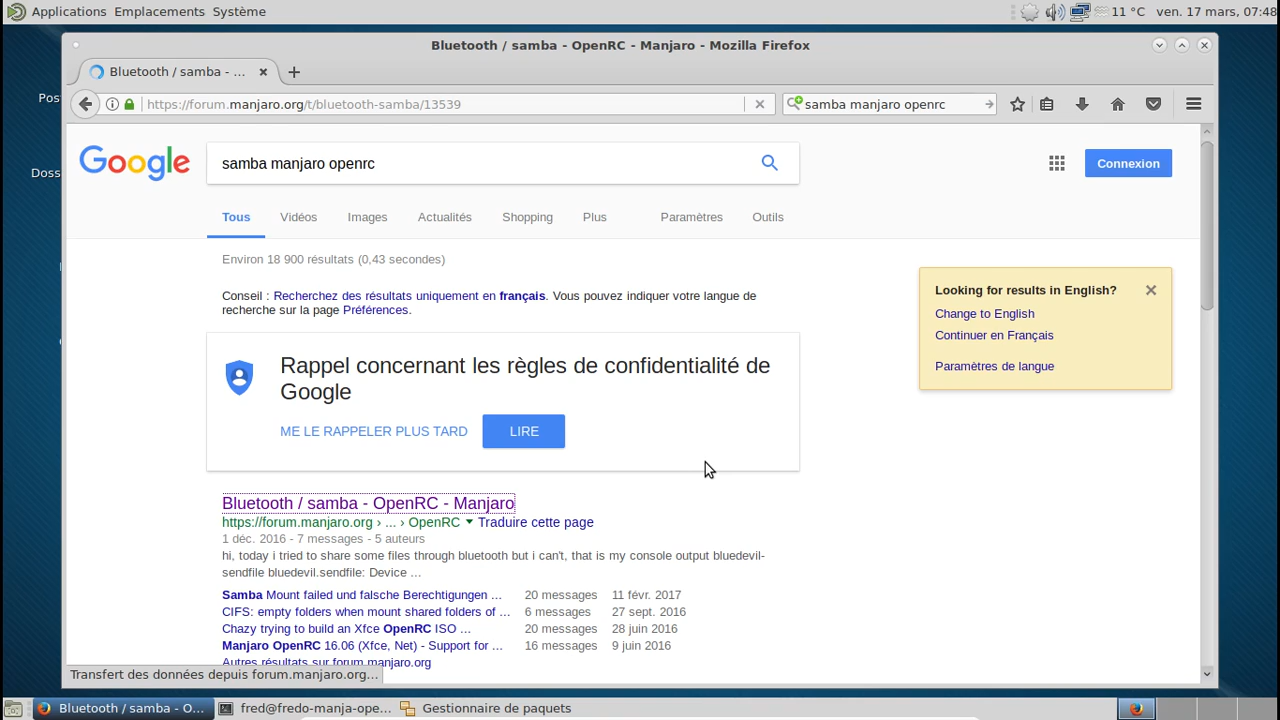 Applications Emplacements Système 11 °C ven. 17 mars, 07:48
Bluetooth / samba - OpenRC - Manjaro - Mozilla Firefox
Bluetooth / samba - ...
https://forum.manjaro.org/t/bluetooth-samba/13539 samba manjaro openrc
Google samba manjaro openrc Connexion
Tous Vidéos Images Actualités Shopping Plus Paramètres Outils
Environ 18 900 résultats (0,43 secondes)
Conseil : Recherchez des résultats uniquement en français. Vous pouvez indiquer votre langue de
recherche sur la page Préférences.
Looking for results in English?
Change to English
Continuer en Français
Paramètres de langue
Rappel concernant les règles de confidentialité de
Google
ME LE RAPPELER PLUS TARD LIRE
Bluetooth / samba - OpenRC - Manjaro
https://forum.manjaro.org › ... › OpenRC Traduire cette page
1 déc. 2016 - 7 messages - 5 auteurs
hi, today i tried to share some files through bluetooth but i can't, that is my console output bluedevil-
sendfile bluedevil.sendfile: Device ...
Samba Mount failed und falsche Berechtigungen ... 20 messages 11 févr. 2017
CIFS: empty folders when mount shared folders of ... 6 messages 27 sept. 2016
Chazy trying to build an Xfce OpenRC ISO ... 20 messages 28 juin 2016
Manjaro OpenRC 16.06 (Xfce, Net) - Support for ... 16 messages 9 juin 2016
Autres résultats sur forum.manjaro.org
Transfert des données depuis forum.manjaro.org...
Bluetooth / samba - O... fred@fredo-manja-ope... Gestionnaire de paquets